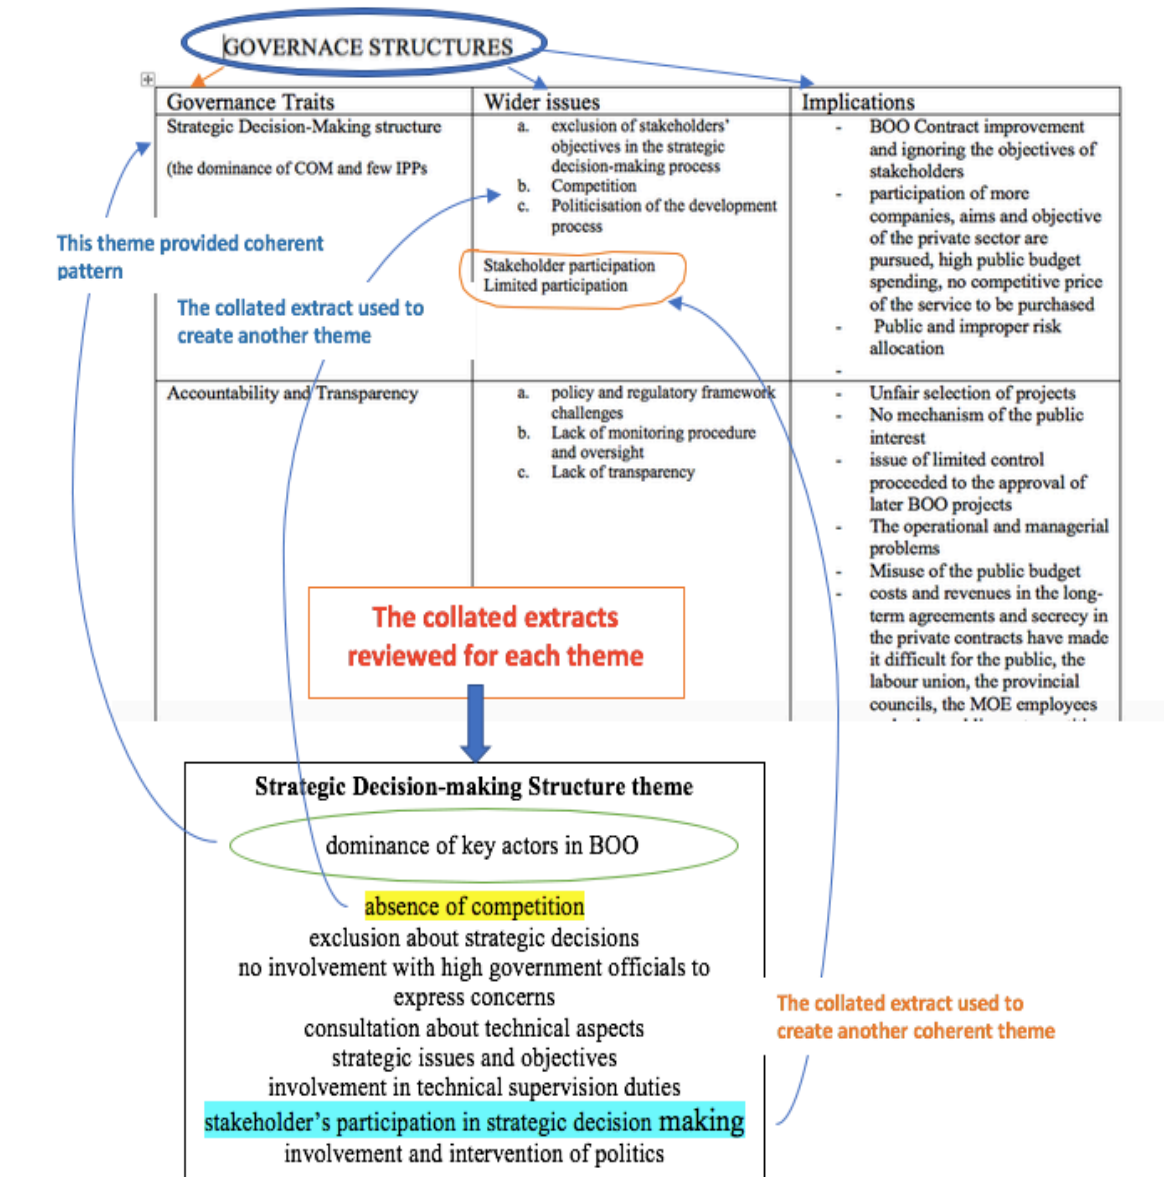 GOVERNACE STRUCTURES
Governance Traits
Wider issues
Implications
Strategic Decision-Making structure
(the dominance of COM and few IPPs
a. exclusion of stakeholders'
objectives in the strategic
decision-making process
b. Competition
c. Politicisation of the development
process
Stakeholder participation
Limited participation
- BOO Contract improvement
and ignoring the objectives of
stakeholders
- participation of more
companies, aims and objective
of the private sector are
pursued, high public budget
spending, no competitive price
of the service to be purchased
- Public and improper risk
allocation
-
This theme provided coherent
pattern
The collated extract used to
create another theme
Accountability and Transparency
a. policy and regulatory framework
challenges
b. Lack of monitoring procedure
and oversight
c. Lack of transparency
- Unfair selection of projects
- No mechanism of the public
interest
- issue of limited control
proceeded to the approval of
later BOO projects
- The operational and managerial
problems
- Misuse of the public budget
- costs and revenues in the long-
term agreements and secrecy in
the private contracts have made
it difficult for the public, the
labour union, the provincial
councils, the MOE employees
The collated extracts
reviewed for each theme
Strategic Decision-making Structure theme
dominance of key actors in BOO
absence of competition
exclusion about strategic decisions
no involvement with high government officials to
express concerns
consultation about technical aspects
strategic issues and objectives
involvement in technical supervision duties
stakeholder's participation in strategic decision making
involvement and intervention of politics
The collated extract used to
create another coherent theme